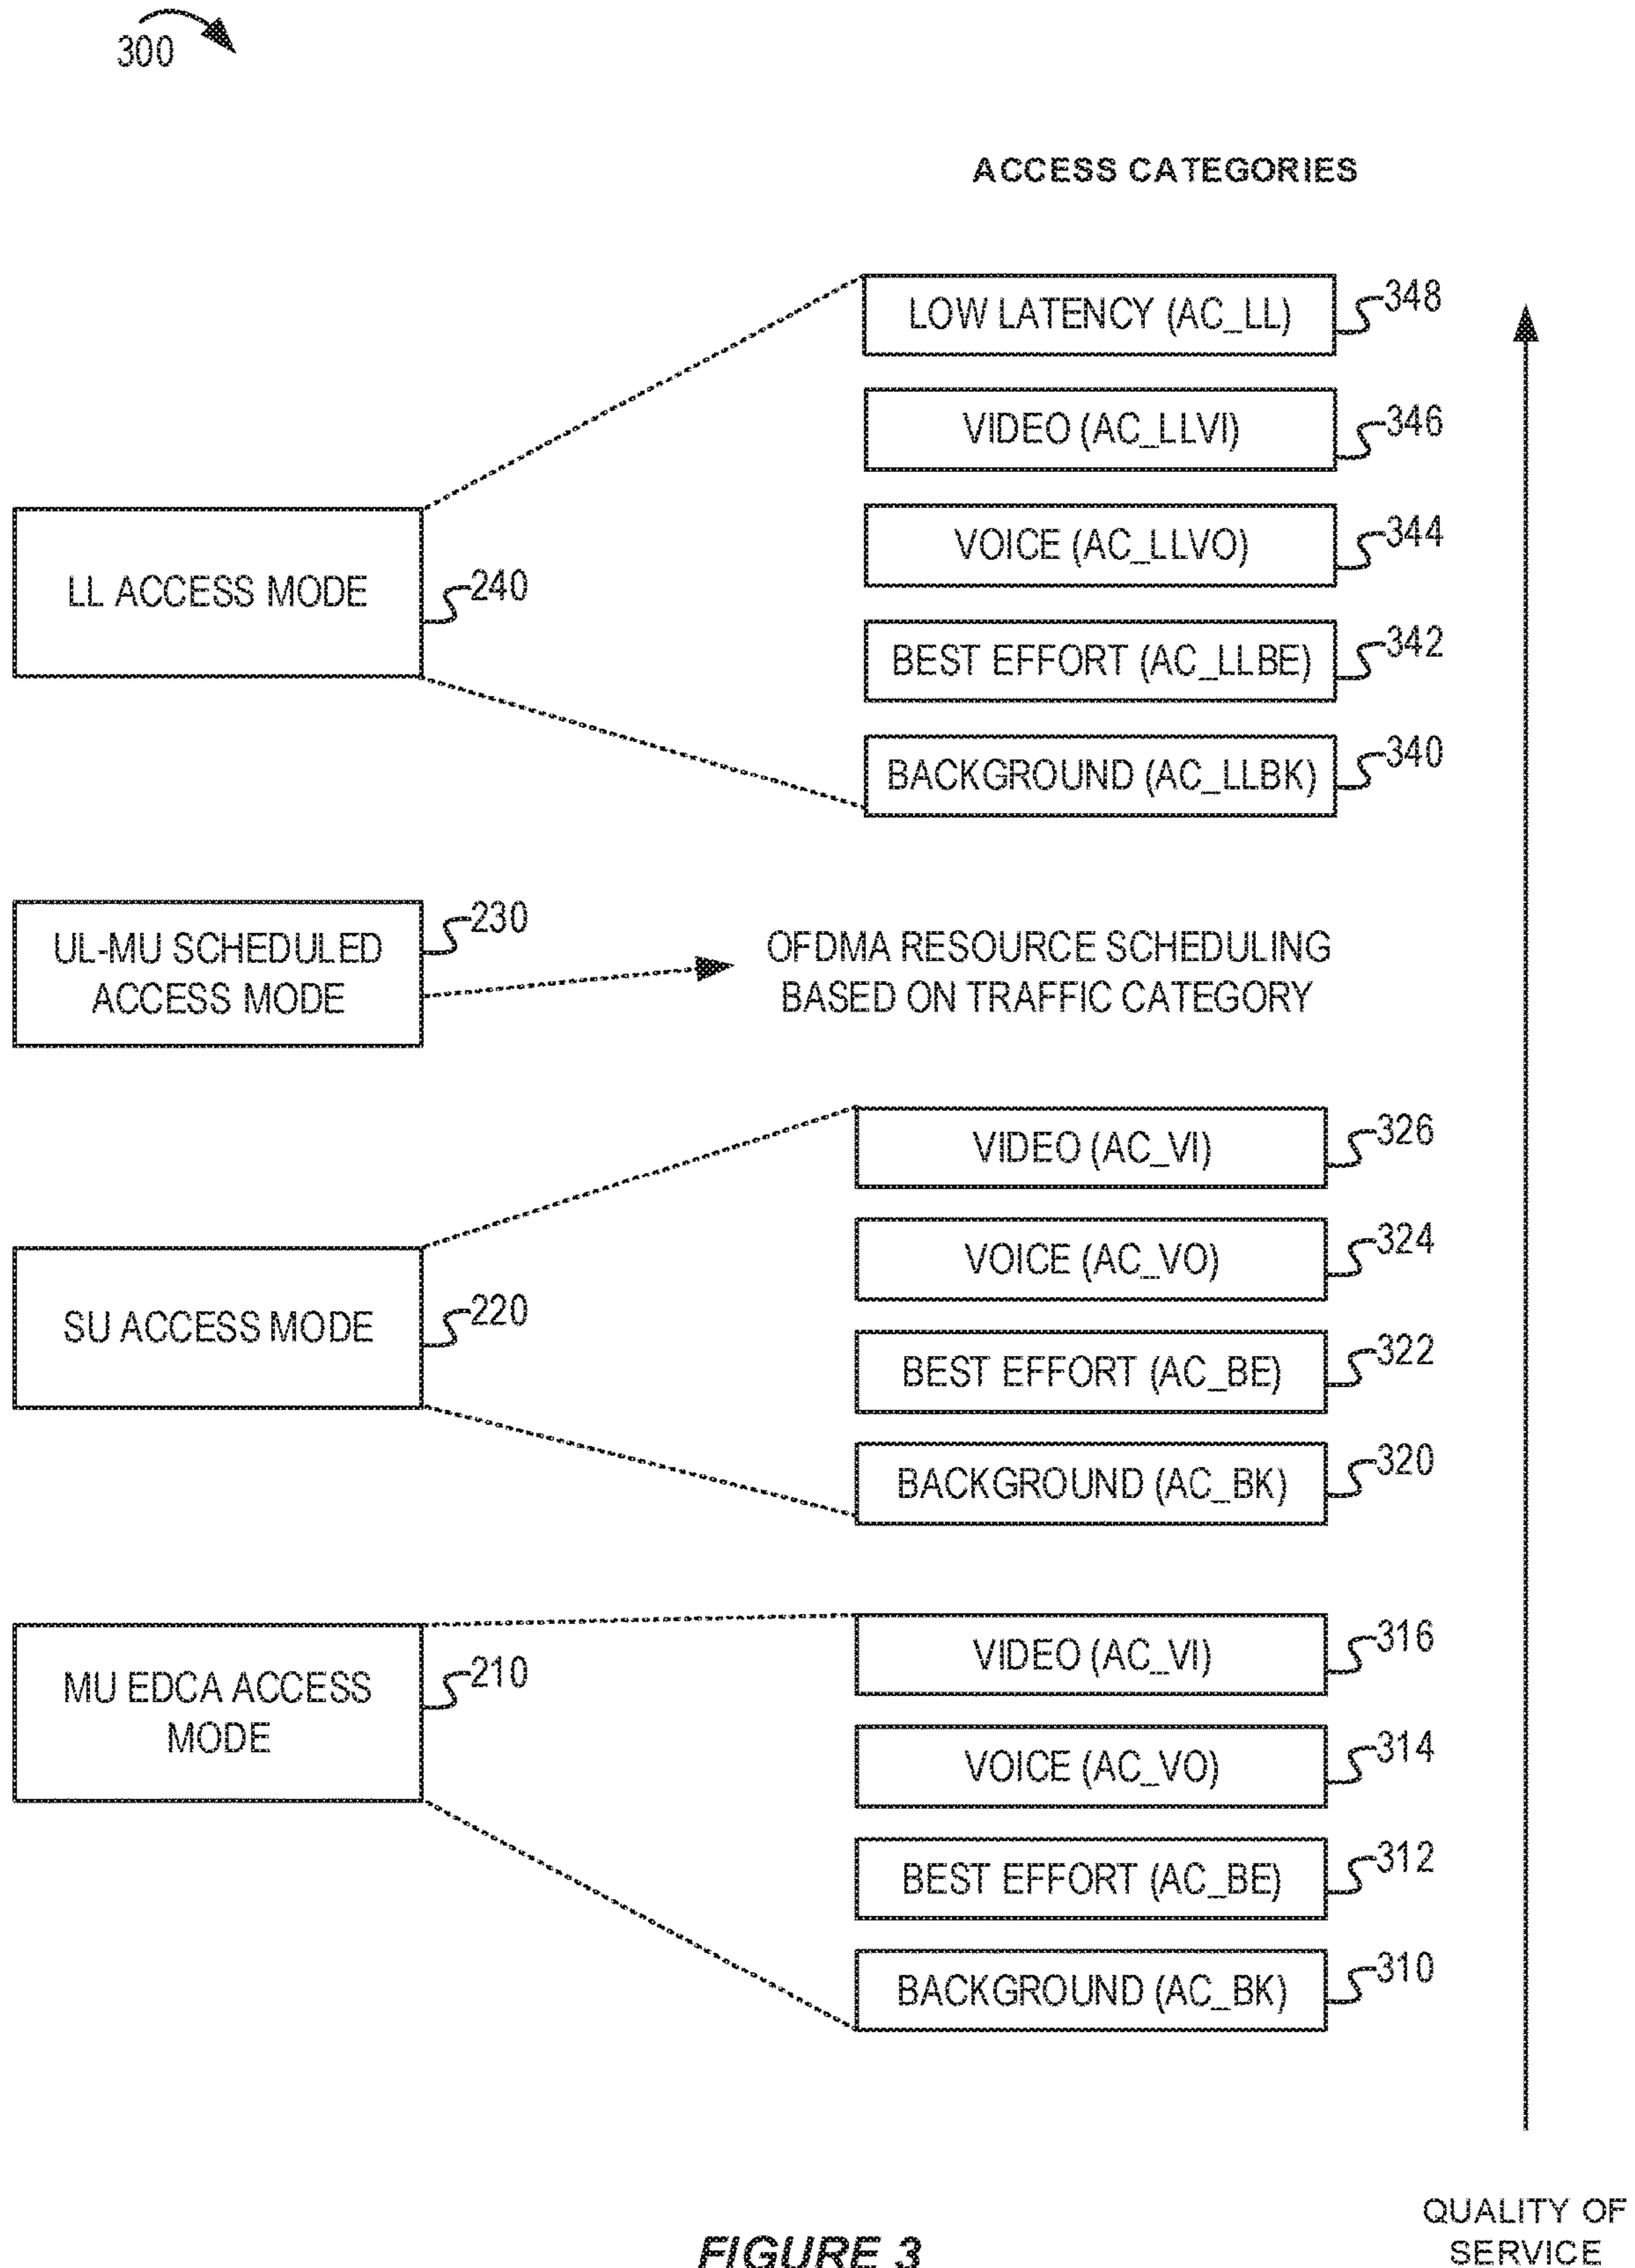 300
ACCESS CATEGORIES
LOW LATENCY (AC_LL)
348
VIDEO (AC_LLVI)
346
VOICE (AC_LLVO)
344
LL ACCESS MODE
240
BEST EFFORT (AC_LLBE)
342
BACKGROUND (AC_LLBK)
340
UL-MU SCHEDULED
ACCESS MODE
230
OFDMA RESOURCE SCHEDULING
BASED ON TRAFFIC CATEGORY
VIDEO (AC_VI)
326
VOICE (AC_VO)
324
SU ACCESS MODE
220
BEST EFFORT (AC_BE)
322
BACKGROUND (AC_BK)
320
MU EDCA ACCESS
MODE
210
VIDEO (AC_VI)
316
VOICE (AC_VO)
314
BEST EFFORT (AC_BE)
312
BACKGROUND (AC_BK)
310
QUALITY OF
SERVICE
FIGURE 3